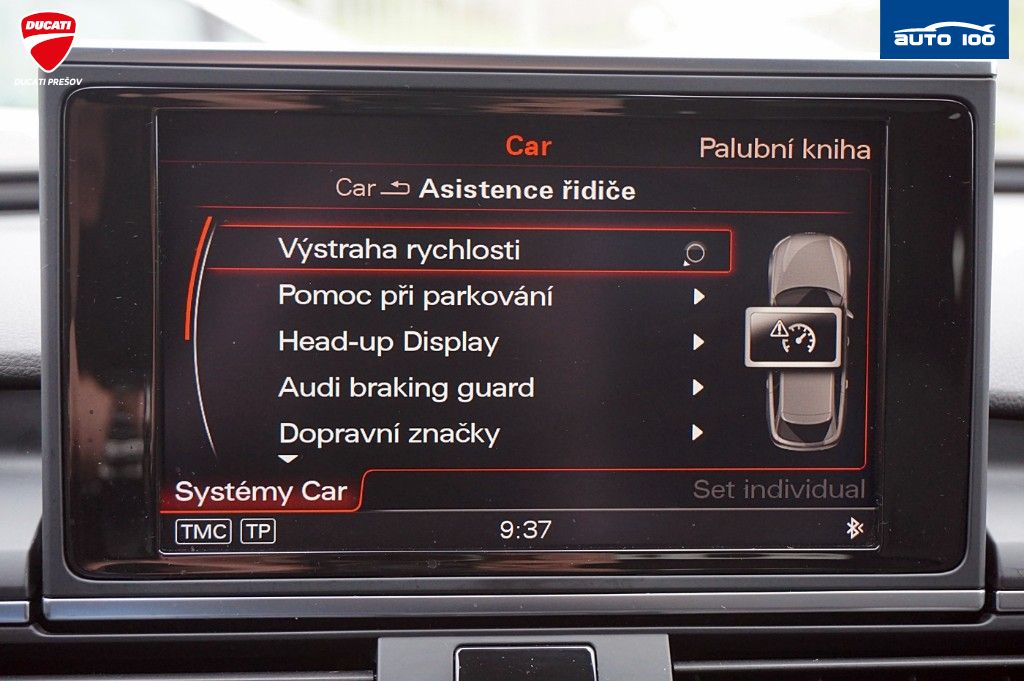 DUCATI
DUCATI PREŠOV
AUTO 100
Car
Palubní kniha
Car Asistence řidiče
Výstraha rychlosti
Pomoc při parkování
Head-up Display
Audi braking guard
Dopravní značky
Systémy Car
Set individual
TMC TP
9:37